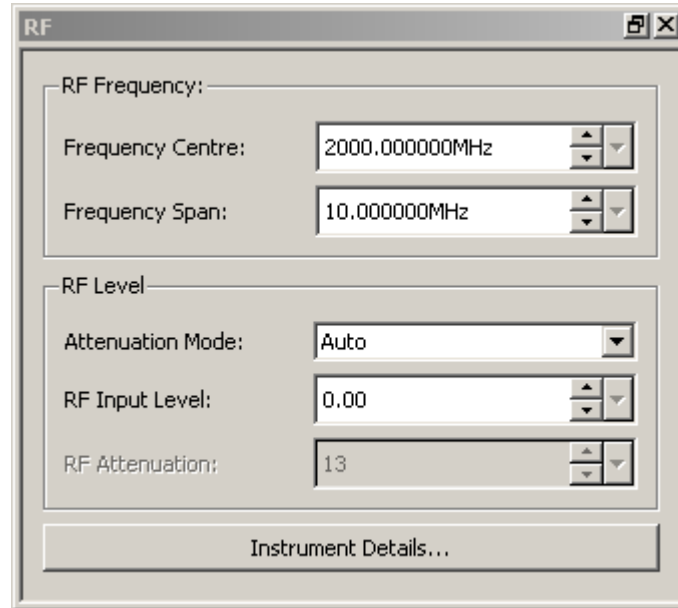 RF
RF Frequency:
Frequency Centre: 2000.000000MHz
Frequency Span: 10.000000MHz
RF Level
Attenuation Mode: Auto
RF Input Level: 0.00
RF Attenuation: 13
Instrument Details...